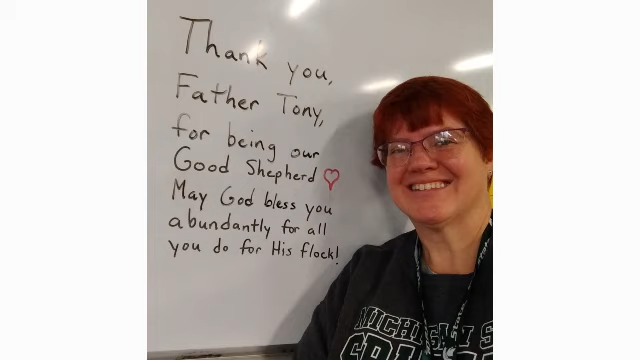 Thank you,
Father Tony,
for being our
Good Shepherd ♡
May God bless you
abundantly for all
you do for His flock!
MICHIGAN S